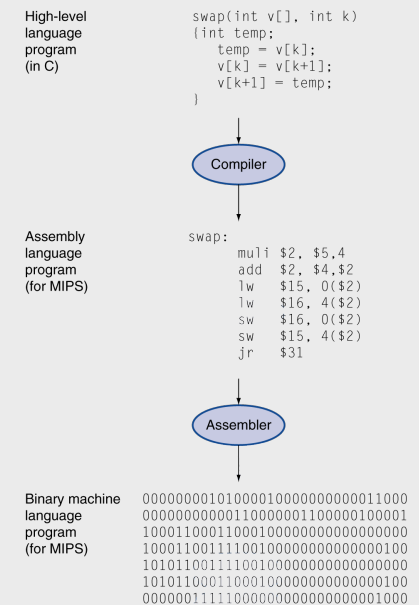 High-level
language
program
(in C)
swap(int v[], int k)
{int temp;
temp = v[k];
v[k] = v[k+1];
v[k+1] = temp;
}
Compiler
Assembly
language
program
(for MIPS)
swap:
muli $2, $5,4
add $2, $4,$2
lw $15, 0($2)
lw $16, 4($2)
sw $16, 0($2)
sw $15, 4($2)
jr $31
Assembler
Binary machine
language
program
(for MIPS)
00000000101000010000000000011000
00000000000110000001100000100001
10001100011000100000000000000000
10001100111100100000000000000100
10101100111100100000000000000000
10101100011000100000000000000100
00000011111000000000000000001000